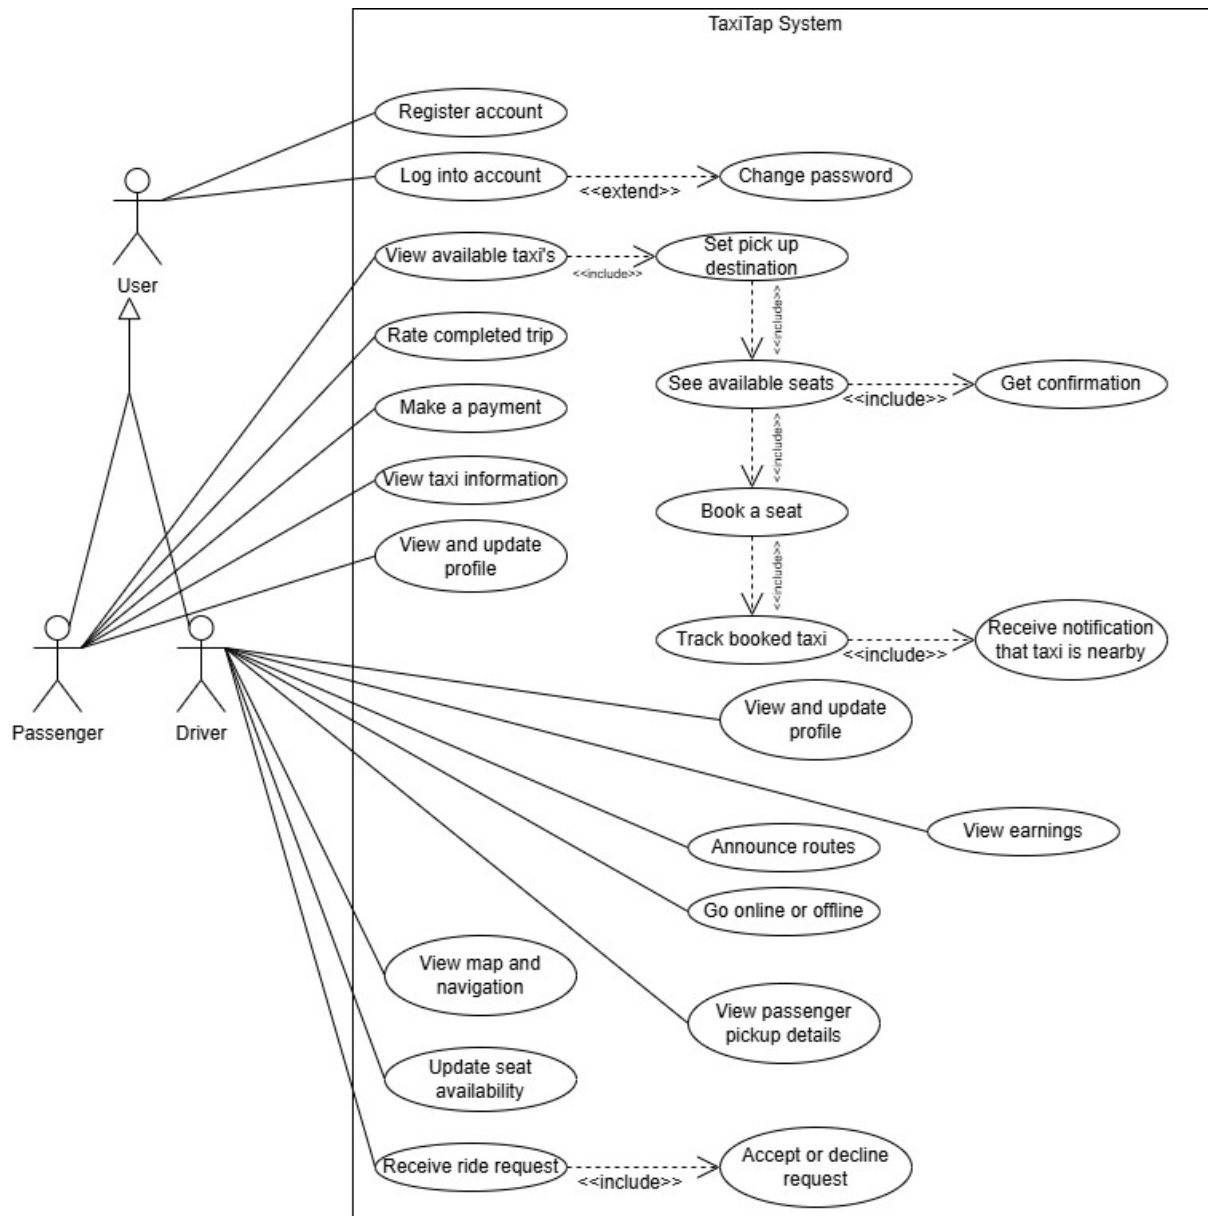 TaxiTap System
Register account
Log into account
<<extend>>
Change password
User
View available taxi's
<<include>>
Set pick up
destination
<<include>>
Rate completed trip
See available seats
<<include>>
Get confirmation
Make a payment
<<include>>
View taxi information
Book a seat
View and update
profile
<<include>>
Track booked taxi
<<include>>
Receive notification
that taxi is nearby
Passenger
Driver
View and update
profile
View earnings
Announce routes
Go online or offline
View map and
navigation
View passenger
pickup details
Update seat
availability
Receive ride request
<<include>>
Accept or decline
request